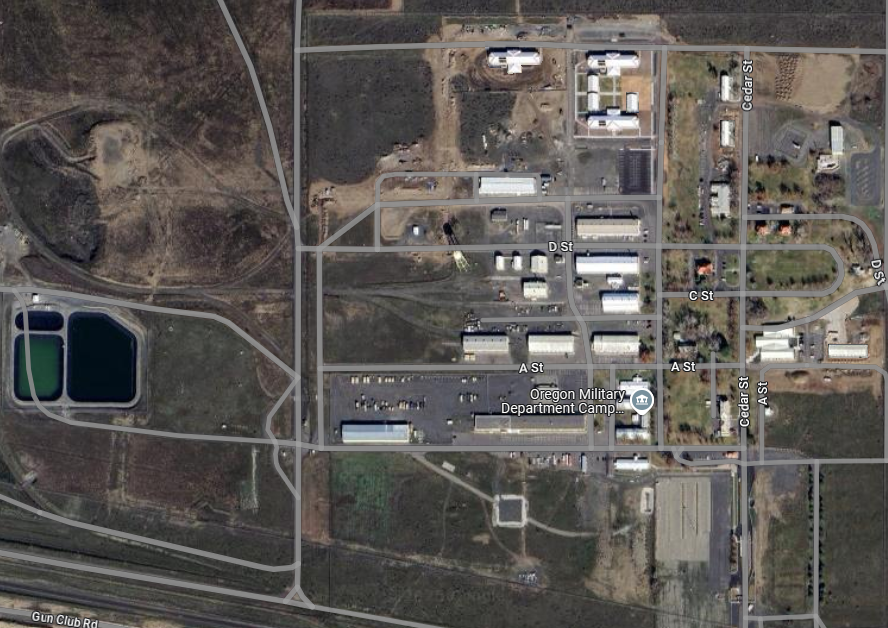 Cedar St
D St
D St
C St
A St
A St
Oregon Military
Department Camp...
Cedar St
A St
Gun Club Rd